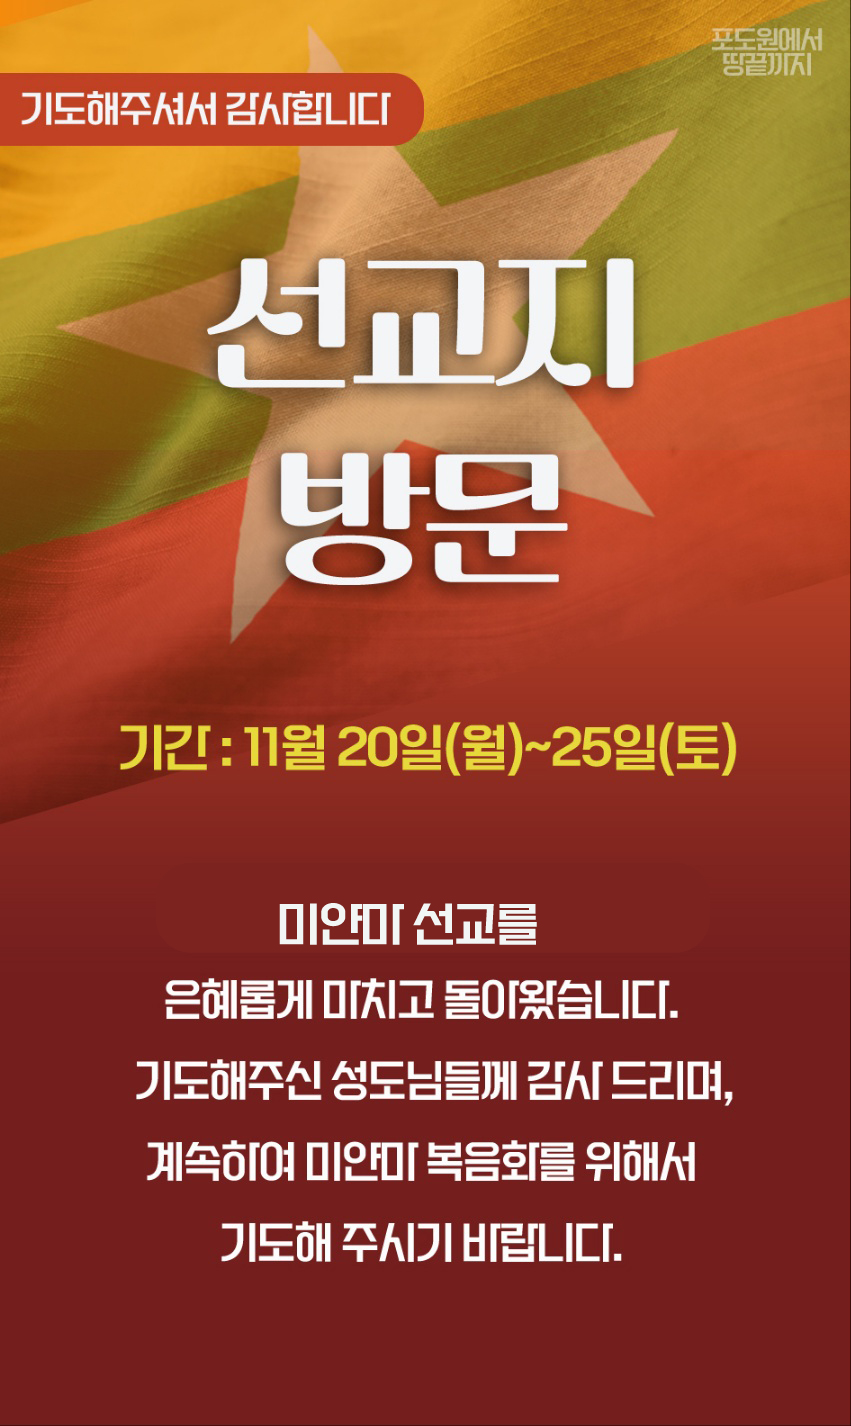 포도원에서
땅끝까지
기도해주셔서 감사합니다
선교지
방문
기간 : 11월 20일(월)~25일(토)
미얀마 선교를
은혜롭게 마치고 돌아왔습니다.
기도해주신 성도님들께 감사 드리며,
계속하여 미얀마 복음화를 위해서
기도해 주시기 바랍니다.